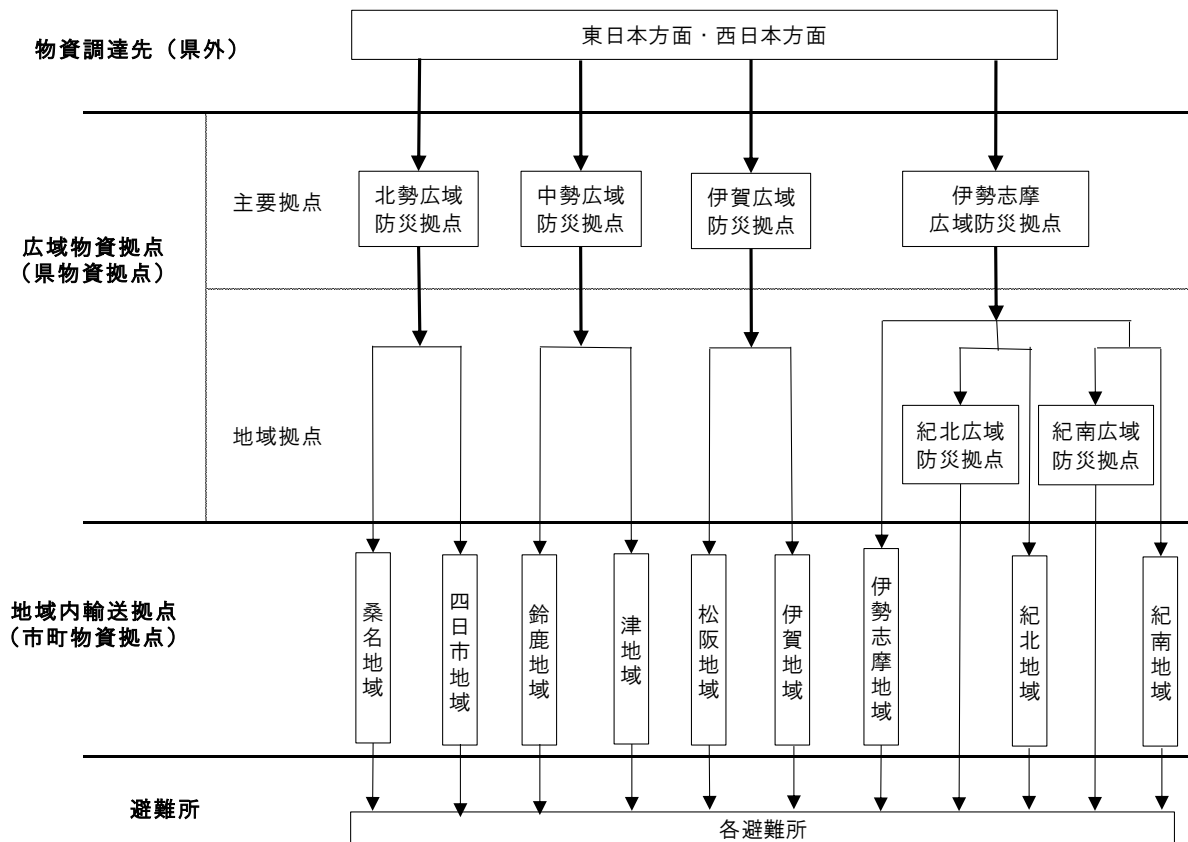 物資調達先（県外）
東日本方面・西日本方面
広域物資拠点
（県物資拠点）
主要拠点
北勢広域
防災拠点
中勢広域
防災拠点
伊賀広域
防災拠点
伊勢志摩
広域防災拠点
地域拠点
紀北広域
防災拠点
紀南広域
防災拠点
地域内輸送拠点
（市町物資拠点）
桑名地域
四日市地域
鈴鹿地域
津地域
松阪地域
伊賀地域
伊勢志摩地域
紀北地域
紀南地域
避難所
各避難所